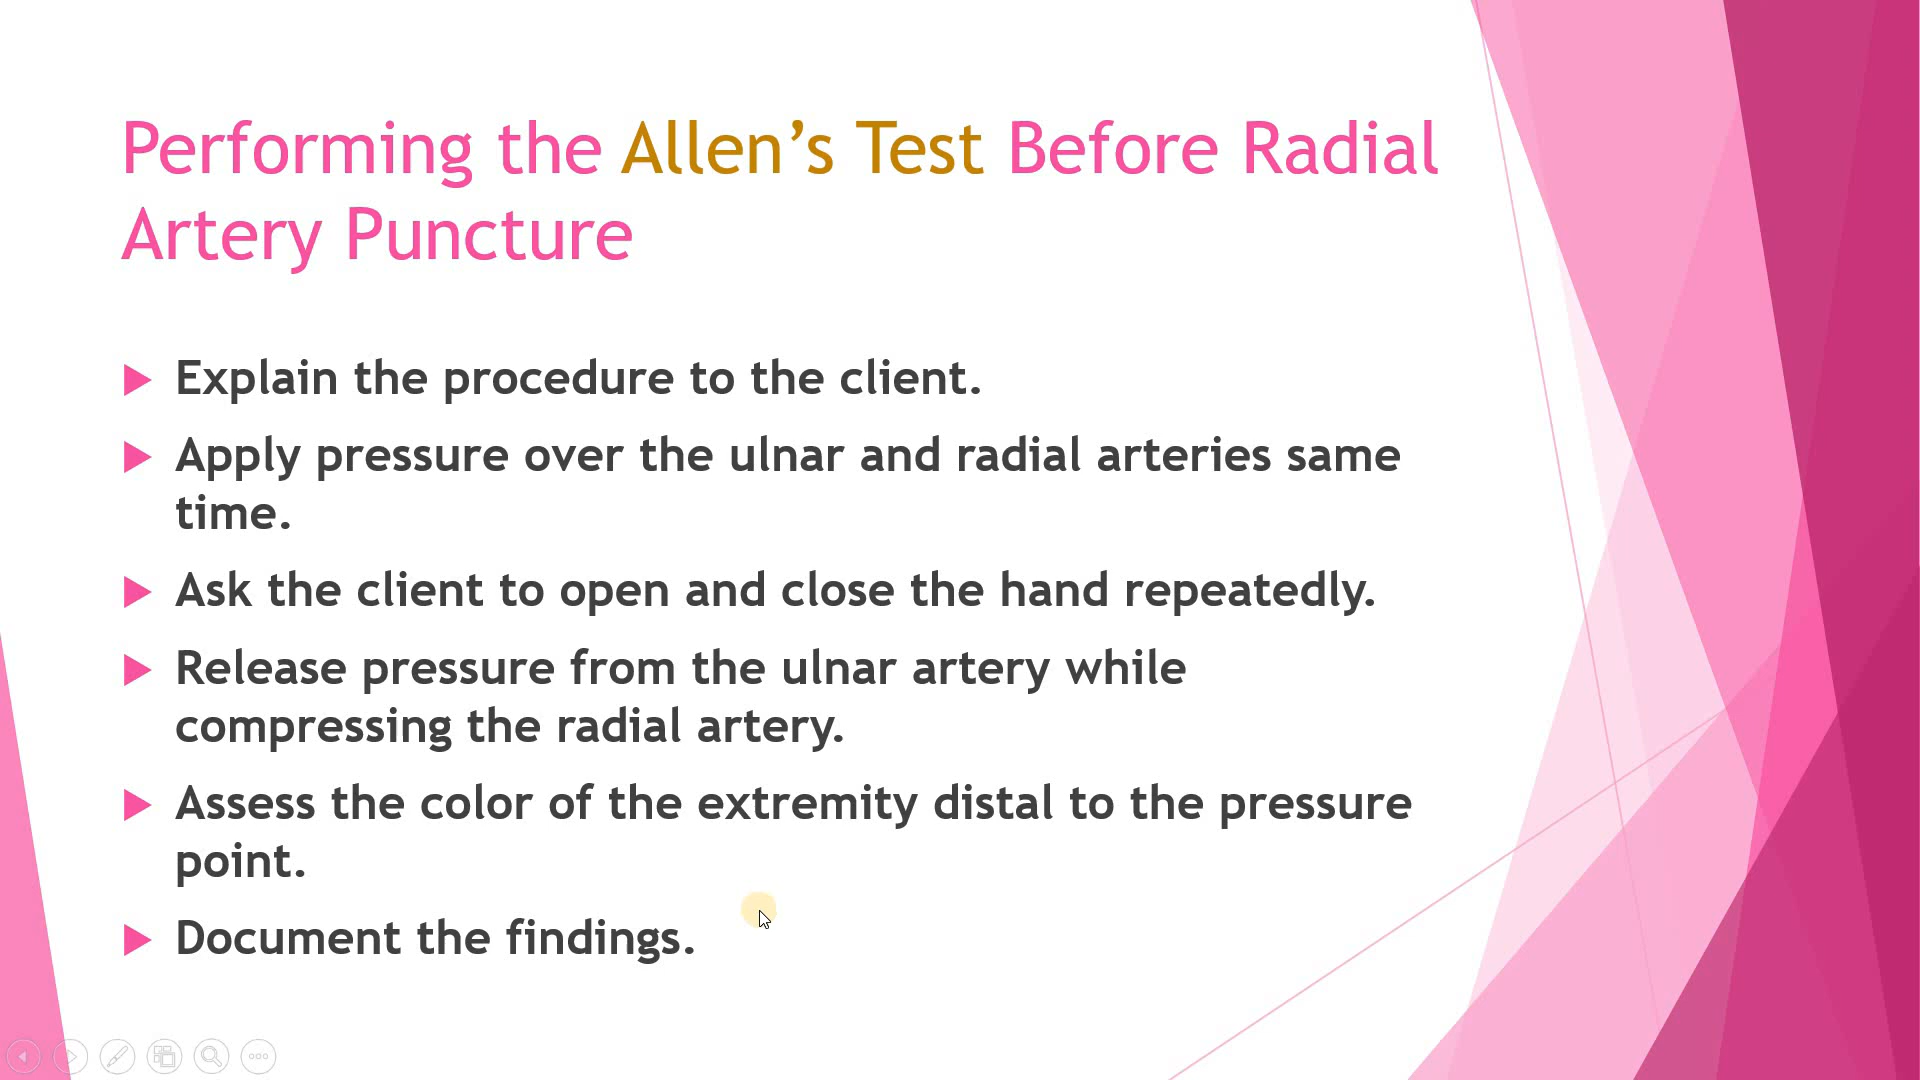 Performing the Allen’s Test Before Radial
Artery Puncture
Explain the procedure to the client.
Apply pressure over the ulnar and radial arteries same
time.
Ask the client to open and close the hand repeatedly.
Release pressure from the ulnar artery while
compressing the radial artery.
Assess the color of the extremity distal to the pressure
point.
Document the findings.